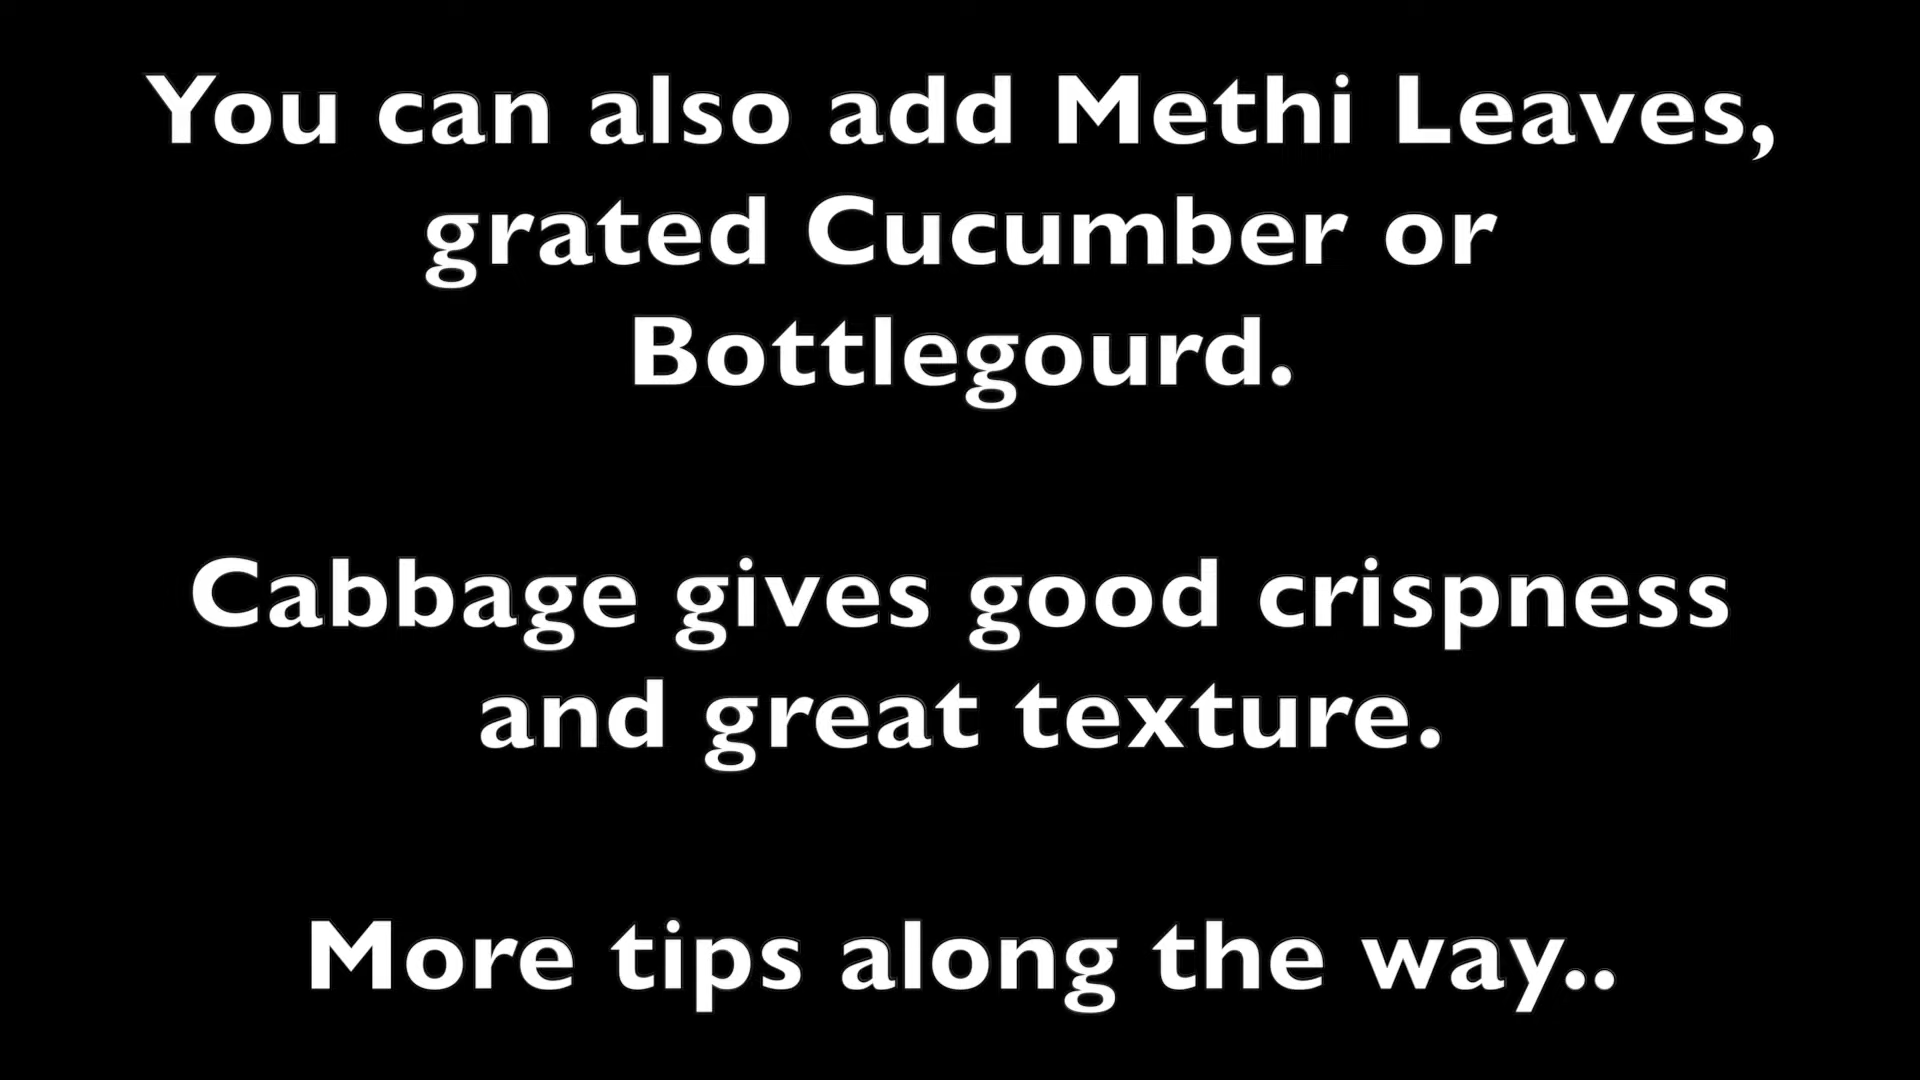 You can also add Methi Leaves,
grated Cucumber or
Bottlegourd.
Cabbage gives good crispness
and great texture.
More tips along the way..